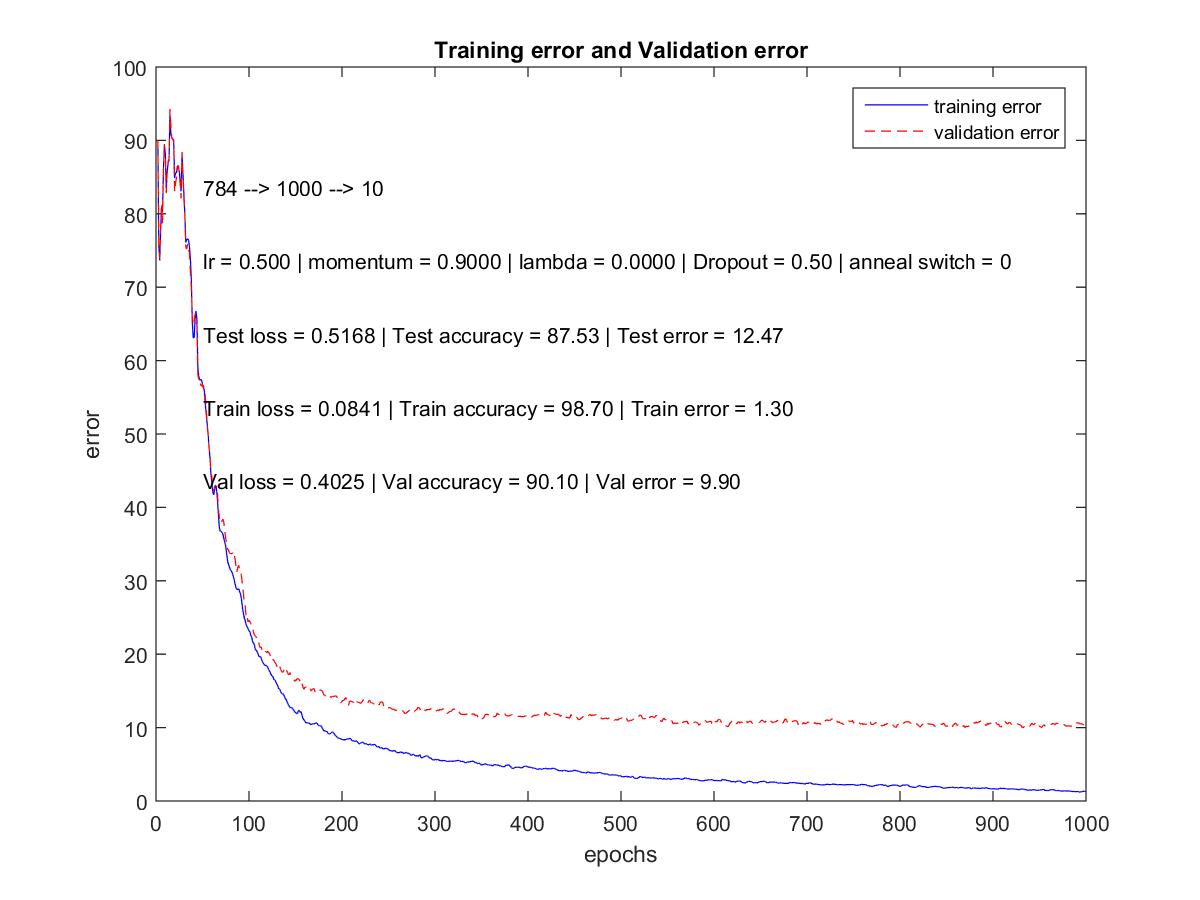 Training error and Validation error
100
90
80
70
60
50
40
30
20
10
0
training error
validation error
784 --> 1000 --> 10
lr = 0.500 | momentum = 0.9000 | lambda = 0.0000 | Dropout = 0.50 | anneal switch = 0
Test loss = 0.5168 | Test accuracy = 87.53 | Test error = 12.47
Train loss = 0.0841 | Train accuracy = 98.70 | Train error = 1.30
Val loss = 0.4025 | Val accuracy = 90.10 | Val error = 9.90
error
0 100 200 300 400 500 600 700 800 900 1000
epochs